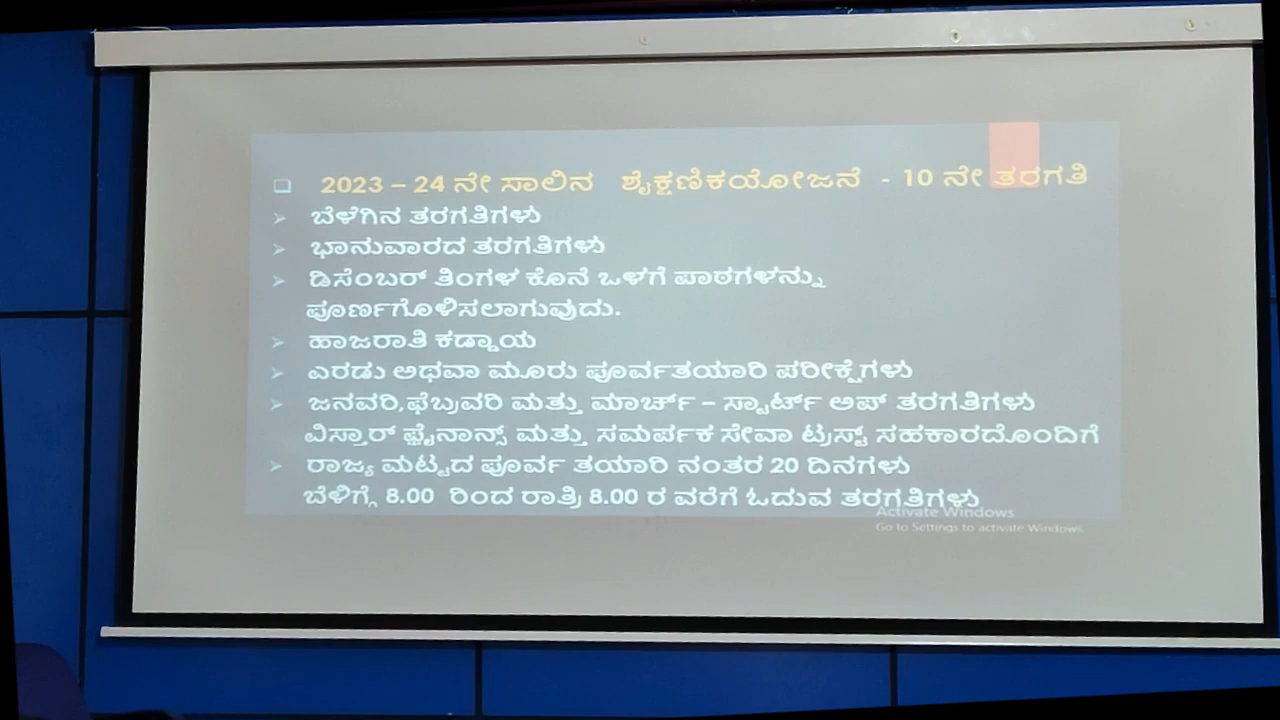 ❑ 2023 – 24 ನೇ ಸಾಲಿನ ಶೈಕ್ಷಣಿಕಯೋಜನೆ - 10 ನೇ ತರಗತಿ
➢ ಬೆಳೆಗಿನ ತರಗತಿಗಳು
➢ ಭಾನುವಾರದ ತರಗತಿಗಳು
➢ ಡಿಸೆಂಬರ್ ತಿಂಗಳ ಕೊನೆ ಒಳಗೆ ಪಾಠಗಳನ್ನು
ಪೂರ್ಣಗೊಳಿಸಲಾಗುವುದು.
➢ ಹಾಜರಾತಿ ಕಡ್ಡಾಯ
➢ ಎರಡು ಅಥವಾ ಮೂರು ಪೂರ್ವತಯಾರಿ ಪರೀಕ್ಷೆಗಳು
➢ ಜನವರಿ,ಫೆಬ್ರುವರಿ ಮತ್ತು ಮಾರ್ಚ್ – ಸ್ಟಾರ್ಟ್ ಅಪ್ ತರಗತಿಗಳು
ವಿಸ್ತಾರ್ ಫೈನಾನ್ಸ್ ಮತ್ತು ಸಮರ್ಪಕ ಸೇವಾ ಟ್ರಸ್ಟ್ ಸಹಕಾರದೊಂದಿಗೆ
➢ ರಾಜ್ಯ ಮಟ್ಟದ ಪೂರ್ವ ತಯಾರಿ ನಂತರ 20 ದಿನಗಳು
ಬೆಳಿಗ್ಗೆ 8.00 ರಿಂದ ರಾತ್ರಿ 8.00 ರ ವರೆಗೆ ಓದುವ ತರಗತಿಗಳು
Activate Windows
Go to Settings to activate Windows.